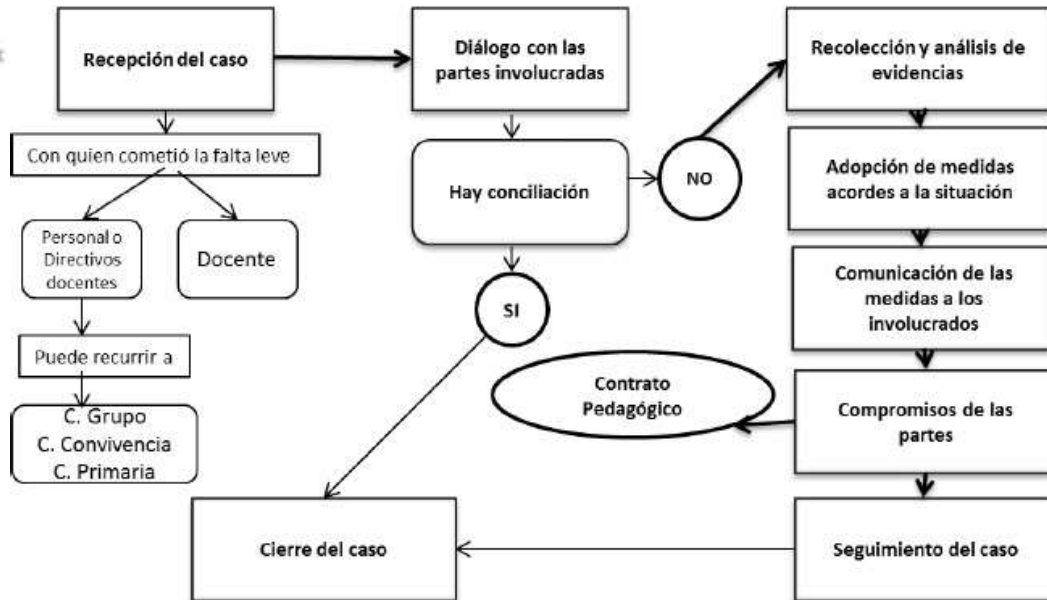 Recepción del caso
Con quien cometió la falta leve
Personal o
Directivos
docentes
Docente
Puede recurrir a
C. Grupo
C. Convivencia
C. Primaria
Diálogo con las
partes involucradas
Hay conciliación
NO
SI
Recolección y análisis de
evidencias
Adopción de medidas
acordes a la situación
Comunicación de las
medidas a los
involucrados
Compromisos de las
partes
Contrato
Pedagógico
Seguimiento del caso
Cierre del caso